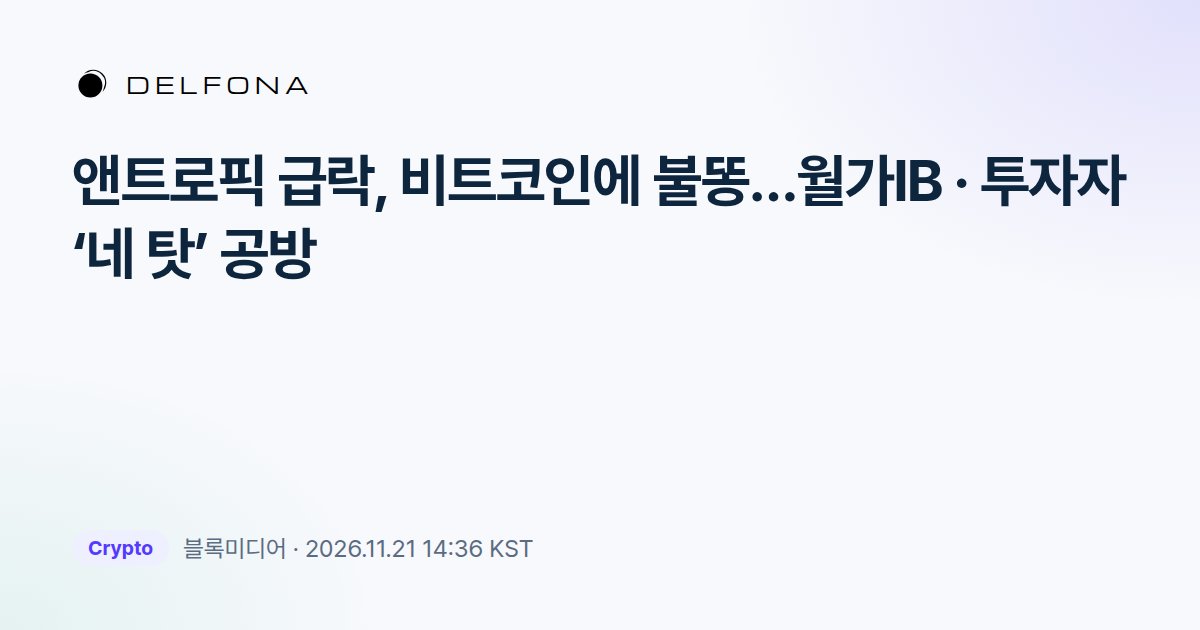 DELFONA
앤트로픽 급락, 비트코인에 불똥…월가IB · 투자자
‘네 탓’ 공방
Crypto 블록미디어 · 2026.11.21 14:36 KST